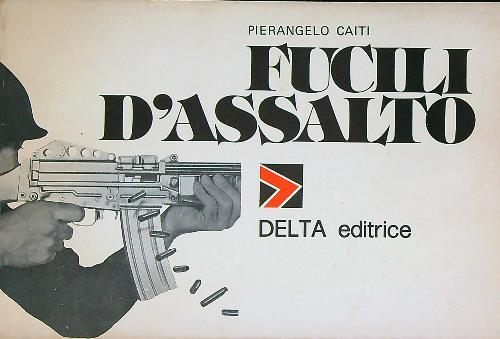 PIERANGELO CAITI
FUCILI
D'ASSALTO
DELTA editrice